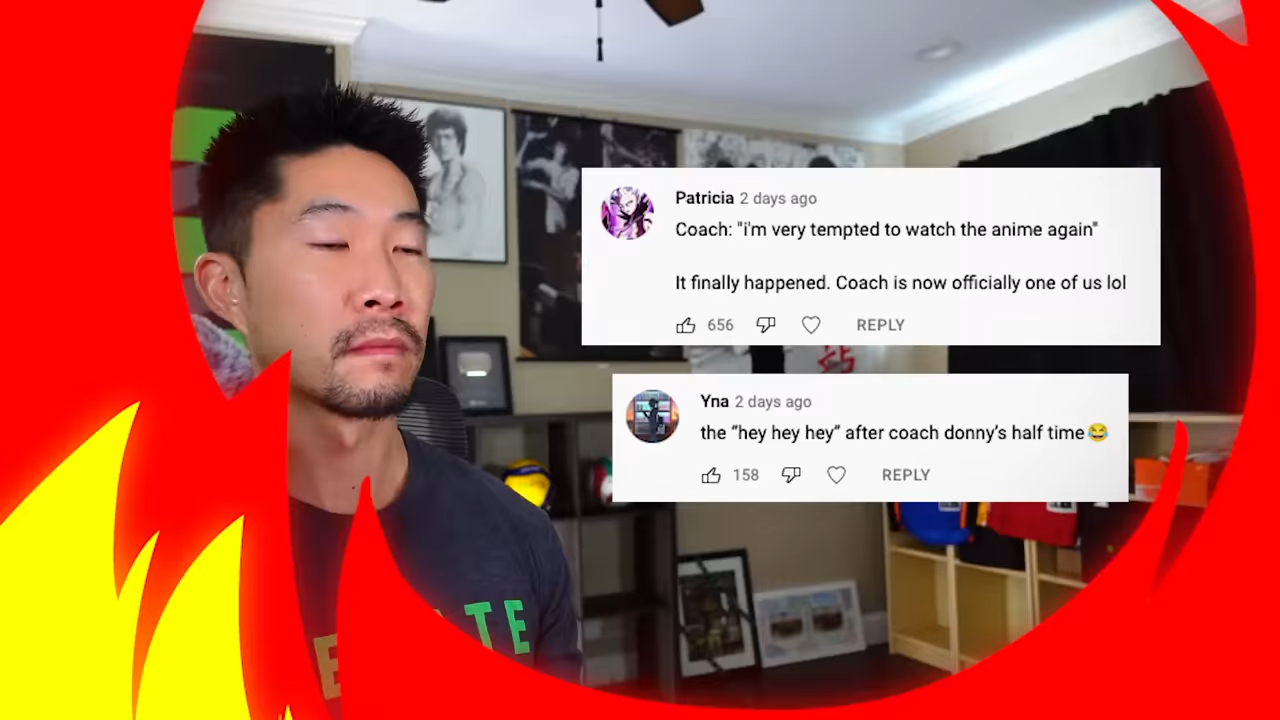 Patricia 2 days ago
Coach: "i'm very tempted to watch the anime again"
It finally happened. Coach is now officially one of us lol
656 REPLY
Yna 2 days ago
the “hey hey hey” after coach donny’s half time😂
158 REPLY